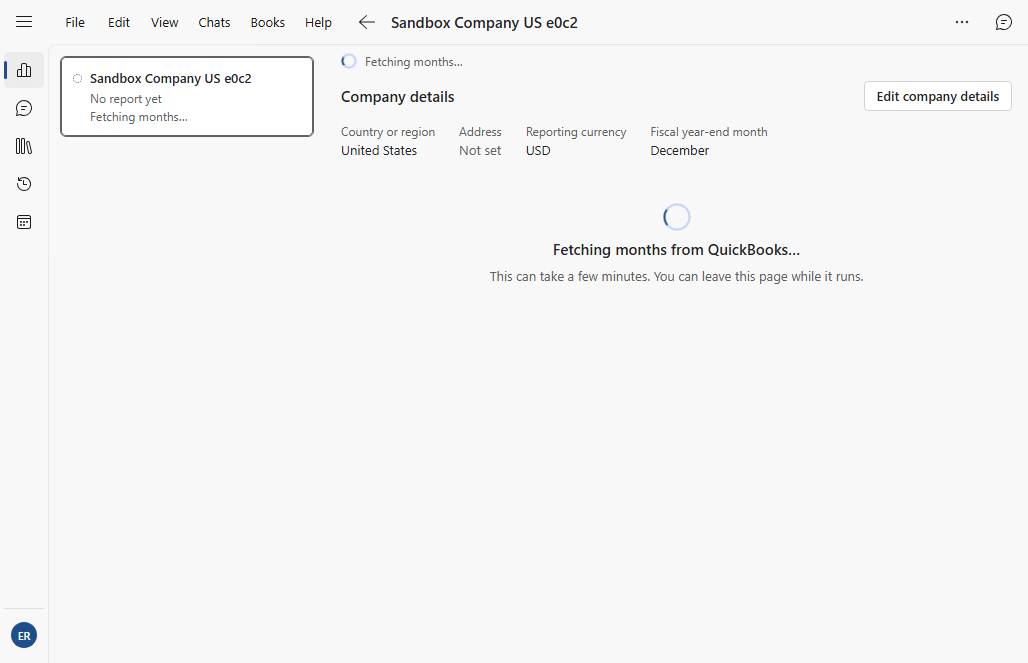 File Edit View Chats Books Help Sandbox Company US e0c2
Sandbox Company US e0c2
No report yet
Fetching months...
Fetching months...
Company details
Edit company details
Country or region Address Reporting currency Fiscal year-end month
United States Not set USD December
Fetching months from QuickBooks...
This can take a few minutes. You can leave this page while it runs.
ER